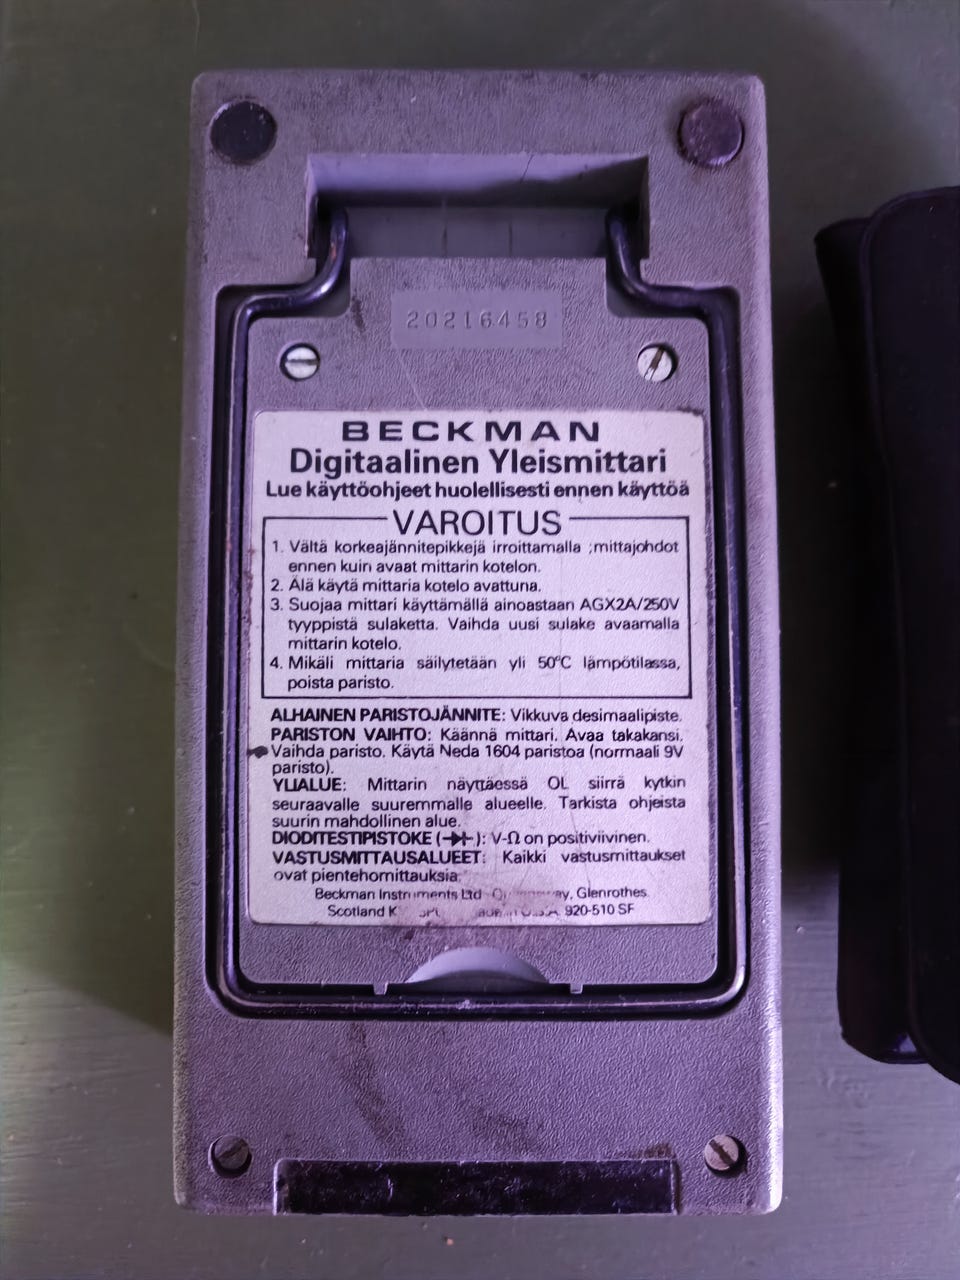 20216458
BECKMAN
Digitaalinen Yleismittari
Lue käyttöohjeet huolellisesti ennen käyttöä
VAROITUS
1. Vältä korkeajännitepikkejä irroittamalla ;mittajohdot
ennen kuin avaat mittarin kotelon.
2. Älä käytä mittaria kotelo avattuna.
3. Suojaa mittari käyttämällä ainoastaan AGX2A/250V
tyyppistä sulaketta. Vaihda uusi sulake avaamalla
mittarin kotelo.
4. Mikäli mittaria säilytetään yli 50°C lämpötilassa,
poista paristo.
ALHAINEN PARISTOJÄNNITE: Vikkuva desimaalipiste.
PARISTON VAIHTO: Käännä mittari. Avaa takakansi.
Vaihda paristo. Käytä Neda 1604 paristoa (normaali 9V
paristo).
YLIALUE: Mittarin näyttäessä OL siirrä kytkin
seuraavalle suuremmalle alueelle. Tarkista ohjeista
suurin mahdollinen alue.
DIODITESTIPISTOKE (): V-Ω on positiivinen.
VASTUSMITTAUSALUEET: Kaikki vastusmittaukset
ovat pientehomittauksia.
Beckman Instruments Ltd Glenrothes
Scotland U.S.A. 920-510 SF